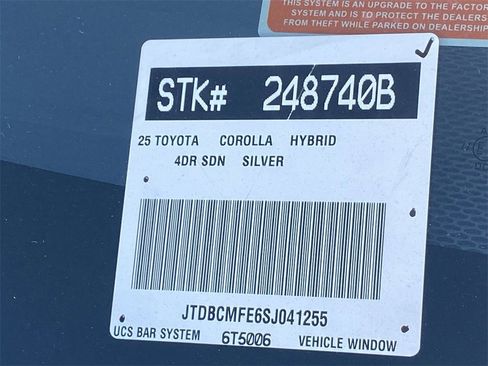 THIS SYSTEM IS AN UPGRADE TO THE FACTOR
SYSTEM AND IS TO PROTECT THE DEALERS
FROM THEFT WHILE PARKED ON DEALERSHIP
STK# 248740B
25 TOYOTA COROLLA HYBRID
4DR SDN SILVER
JTDBCMFE6SJ041255
UCS BAR SYSTEM 6T5006 VEHICLE WINDOW